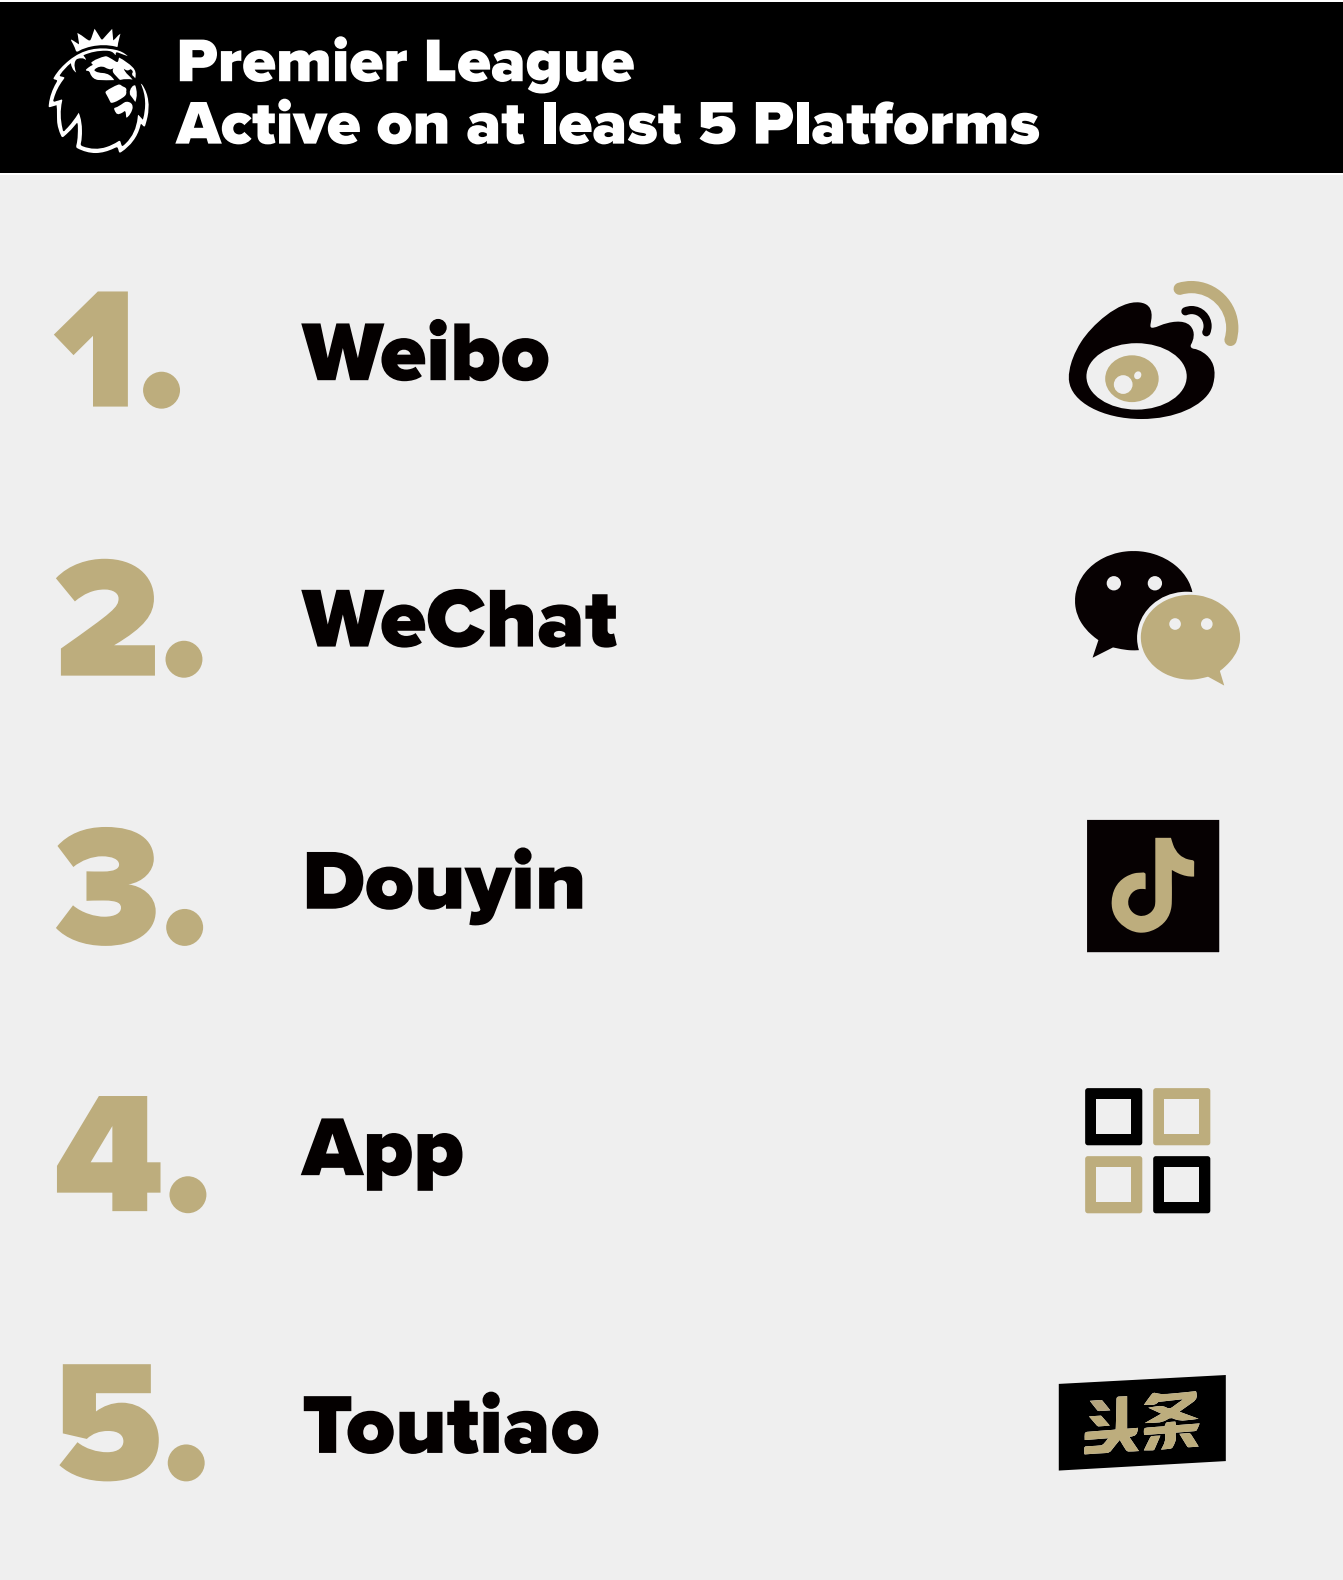 Premier League
Active on at least 5 Platforms
1. Weibo
2. WeChat
3. Douyin
4. App
5. Toutiao
头条